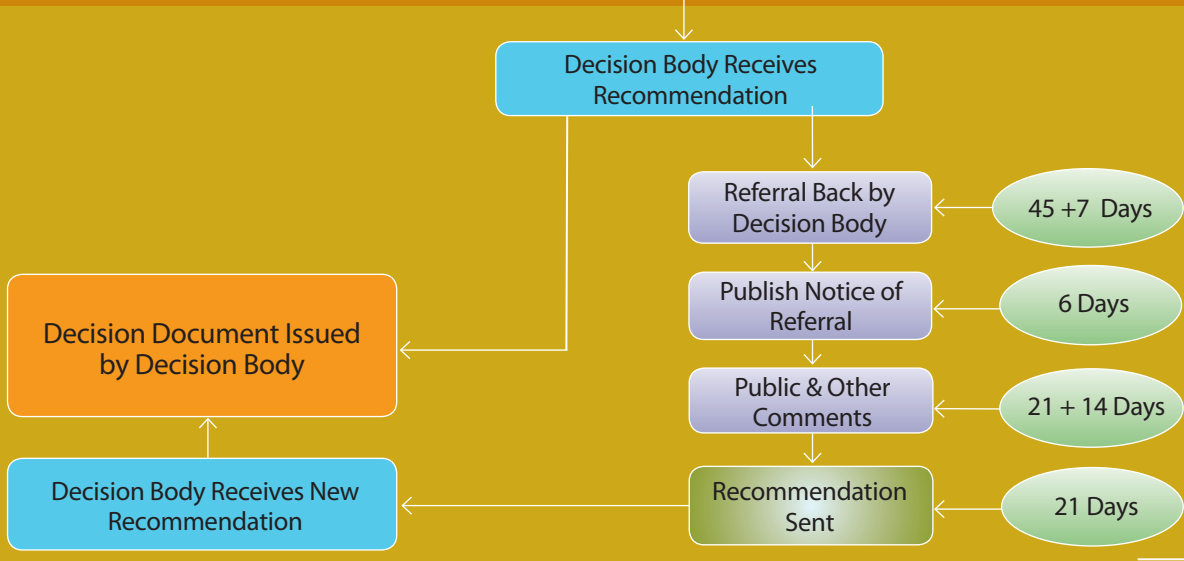 Decision Body Receives
Recommendation
Referral Back by
Decision Body
45 +7 Days
Publish Notice of
Referral
6 Days
Decision Document Issued
by Decision Body
Public & Other
Comments
21 + 14 Days
Decision Body Receives New
Recommendation
Recommendation
Sent
21 Days